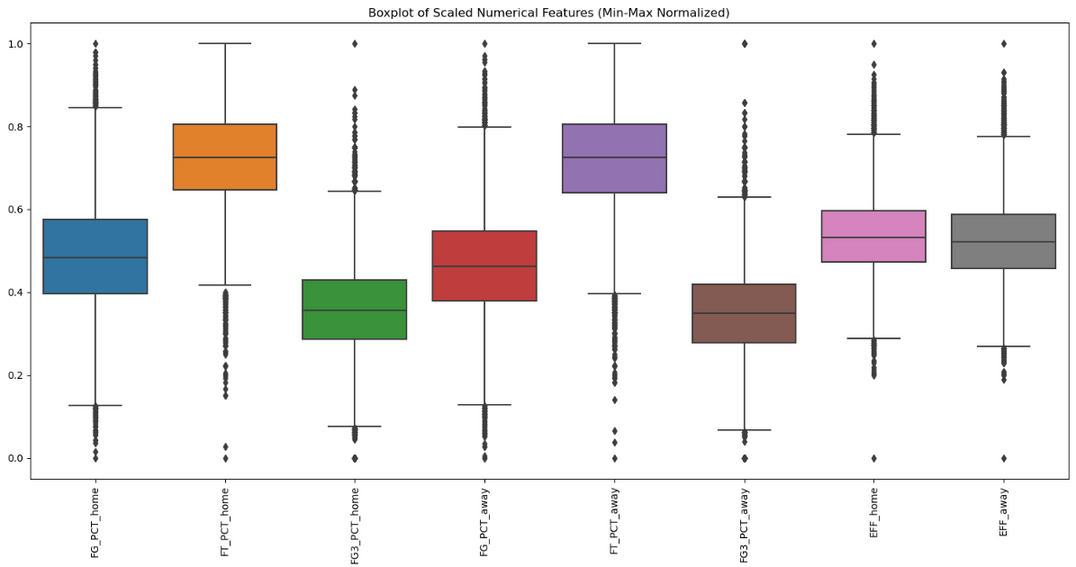 Boxplot of Scaled Numerical Features (Min-Max Normalized)
1.0
0.8
0.6
0.4
0.2
0.0
FG_PCT_home
FT_PCT_home
FG3_PCT_home
FG_PCT_away
FT_PCT_away
FG3_PCT_away
EFF_home
EFF_away